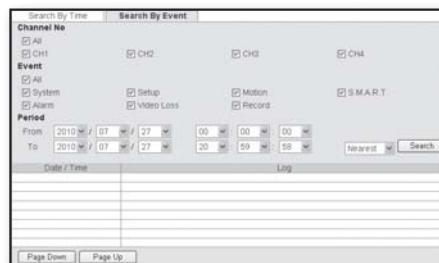 Search By Time Search By Event
Channel No
All
CH1 CH2 CH3 CH4
Event
All
System Setup Motion S.M.A.R.T.
Alarm Video Loss Record
Period
From 2010 / 07 / 27 00 : 00 : 00
To 2010 / 07 / 27 20 : 59 : 58 Nearest Search
Date / Time Log
Page Down Page Up